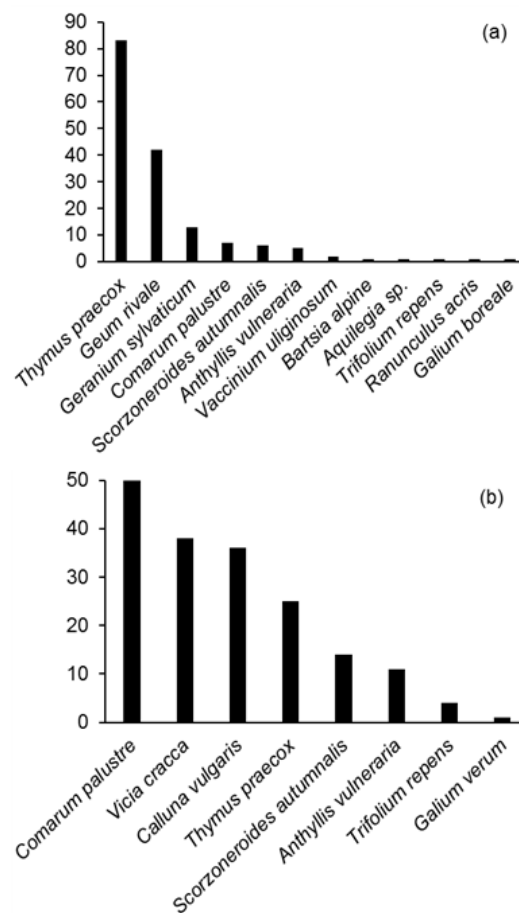 (a)
90
80
70
60
50
40
30
20
10
0
Thymus praecox
Geum rivale
Geranium sylvaticum
Comarum palustre
Scorzoneroides autumnalis
Anthyllis vulneraria
Vaccinium uliginosum
Bartsia alpine
Aquilegia sp.
Trifolium repens
Ranunculus acris
Galium boreale
(b)
50
40
30
20
10
0
Comarum palustre
Vicia cracca
Calluna vulgaris
Thymus praecox
Scorzoneroides autumnalis
Anthyllis vulneraria
Trifolium repens
Galium verum